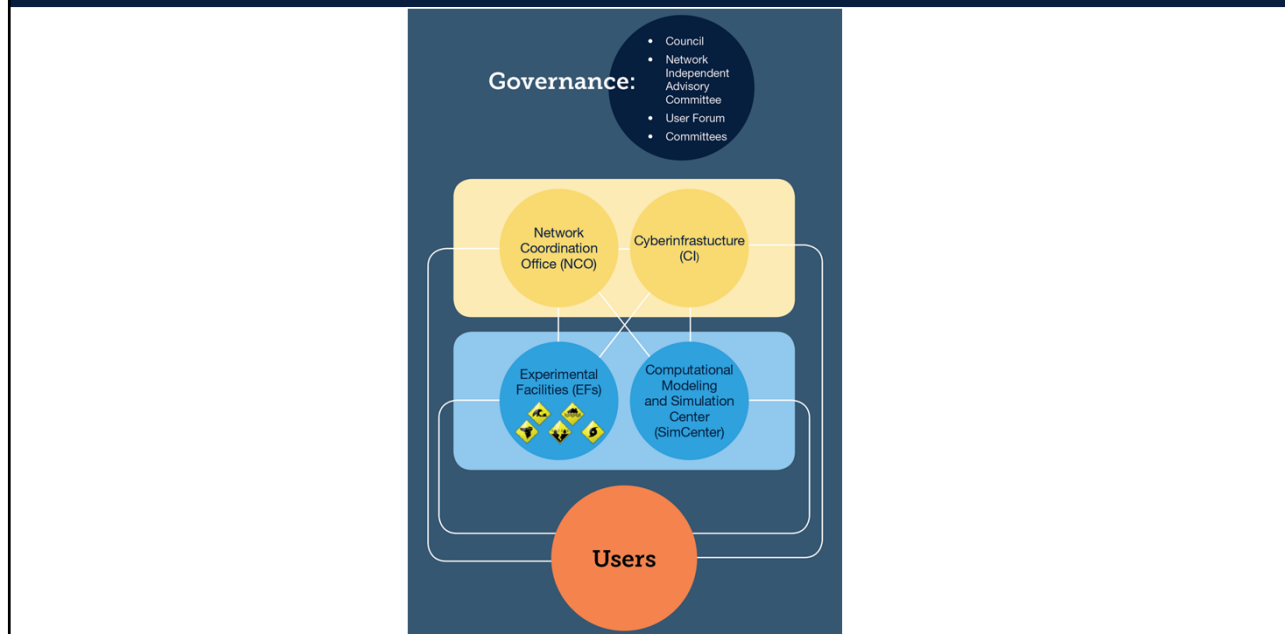 Governance:
• Council
• Network
Independent
Advisory
Committee
• User Forum
• Committees
Network
Coordination
Office (NCO)
Cyberinfrastucture
(CI)
Experimental
Facilities (EFs)
Computational
Modeling
and Simulation
Center
(SimCenter)
Users